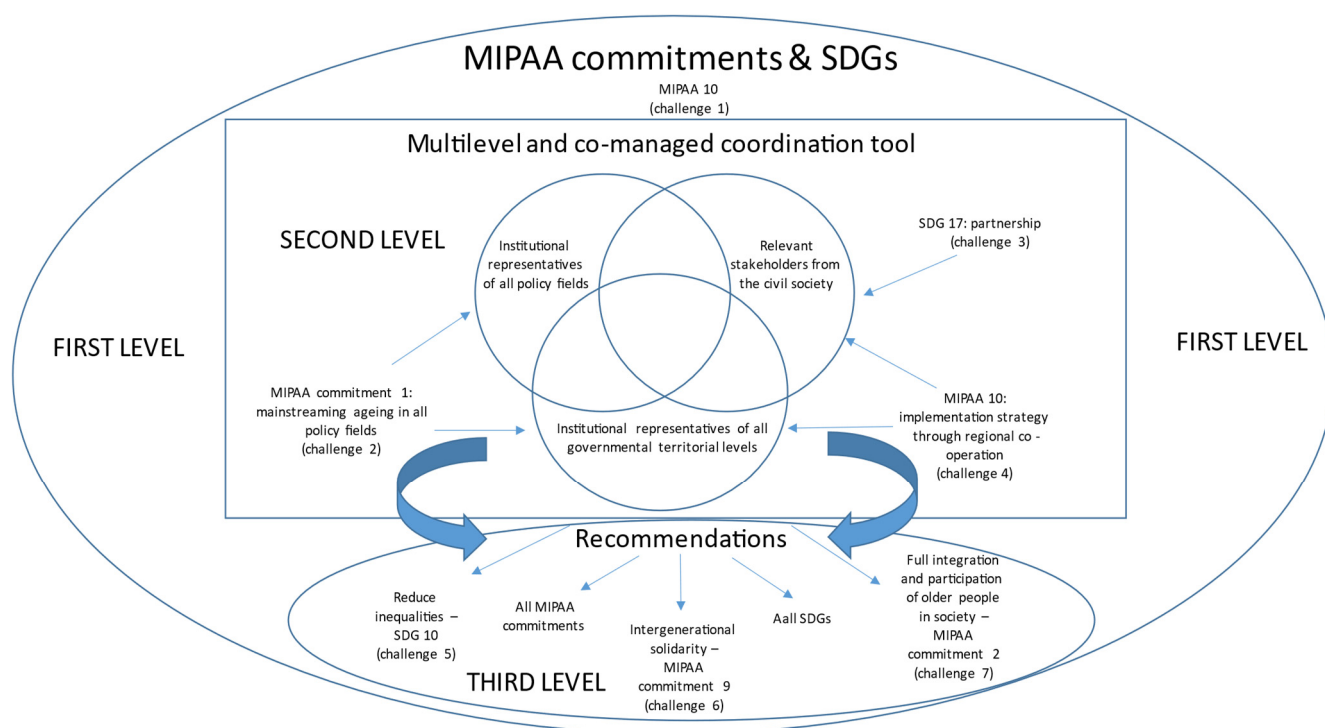 MIPAA commitments & SDGs
MIPAA 10
(challenge 1)
Multilevel and co-managed coordination tool
SECOND LEVEL
Institutional
representatives
of all policy fields
Relevant
stakeholders from
the civil society
SDG 17: partnership
(challenge 3)
FIRST LEVEL
FIRST LEVEL
MIPAA commitment 1:
mainstreaming ageing in all
policy fields
(challenge 2)
Institutional representatives of all
governmental territorial levels
MIPAA 10:
implementation strategy
through regional co -
operation
(challenge 4)
Recommendations
Reduce
inequalities –
SDG 10
(challenge 5)
All MIPAA
commitments
Intergenerational
solidarity –
MIPAA
commitment 9
(challenge 6)
Aall SDGs
Full integration
and participation
of older people
in society –
MIPAA
commitment 2
(challenge 7)
THIRD LEVEL